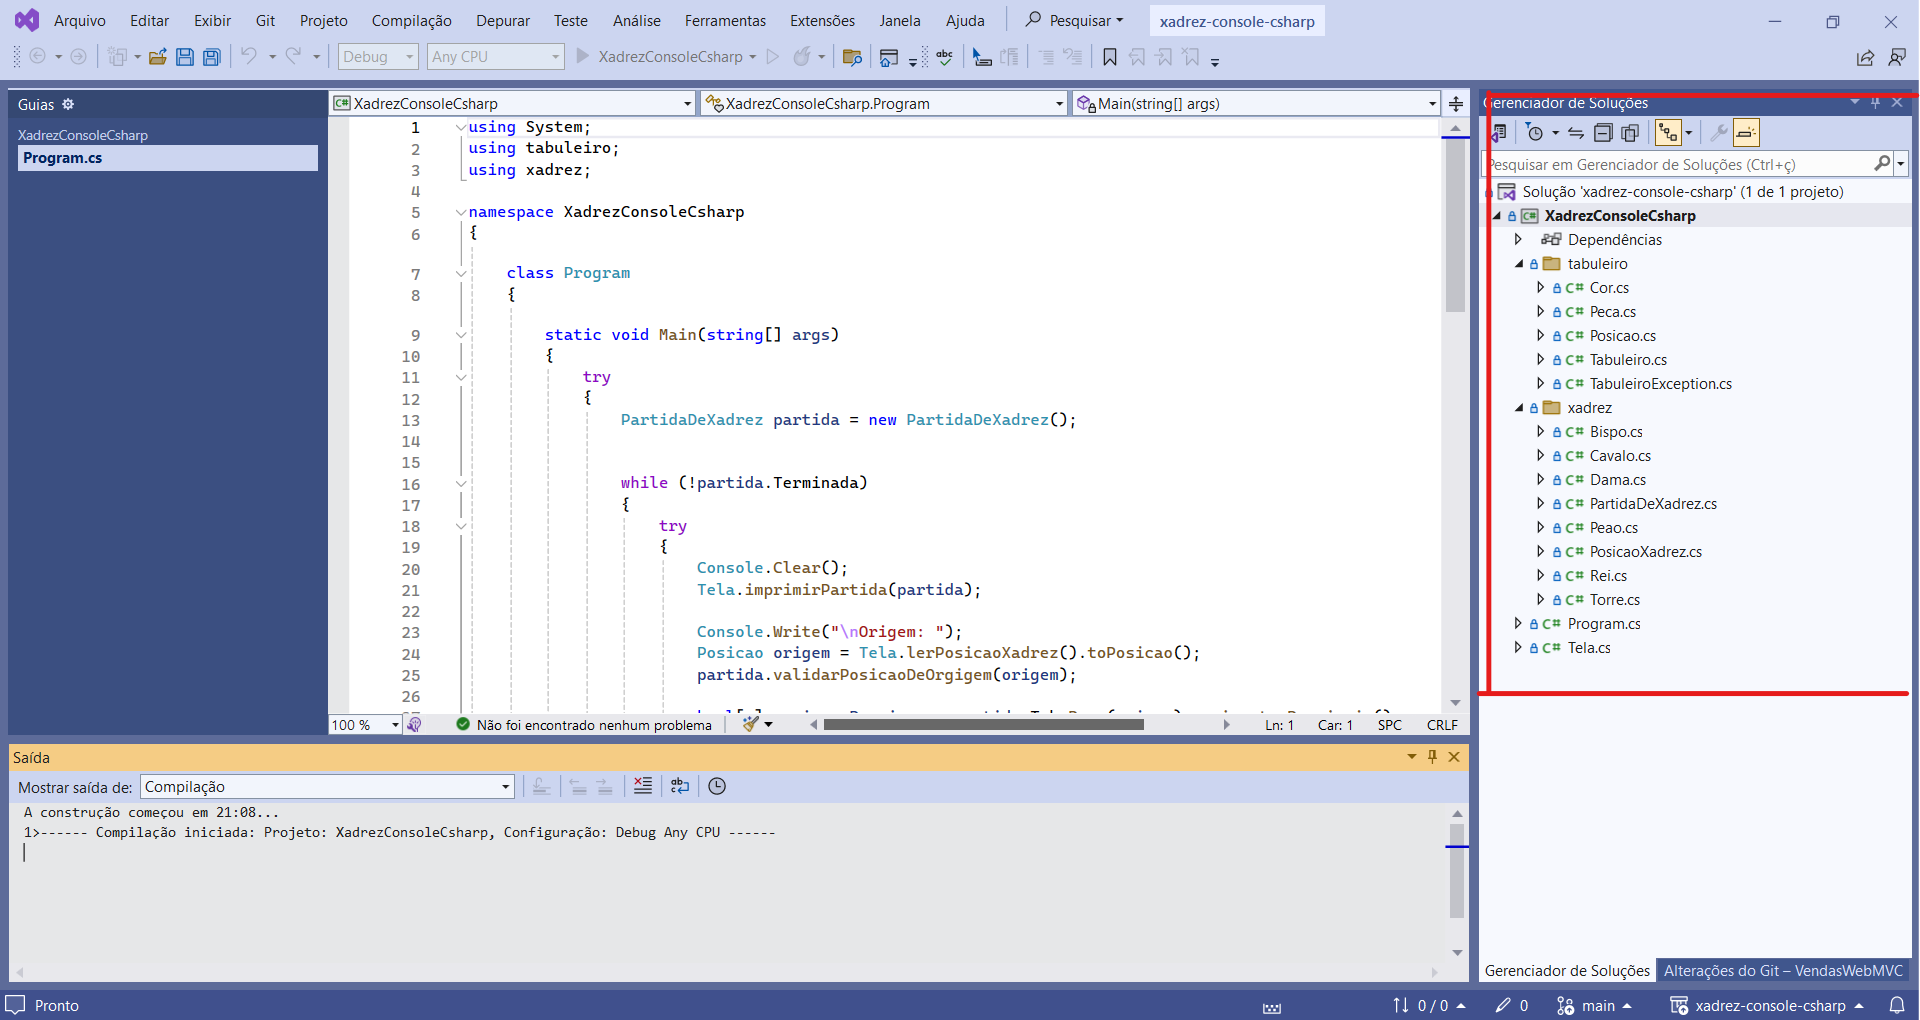 Arquivo Editar Exibir Git Projeto Compilação Depurar Teste Análise Ferramentas Extensões Janela Ajuda Pesquisar xadrez-console-csharp
Debug Any CPU XadrezConsoleCsharp
Guias
XadrezConsoleCsharp
Program.cs
XadrezConsoleCsharp XadrezConsoleCsharp.Program Main(string[] args)
1 using System;
2 using tabuleiro;
3 using xadrez;
4
5 namespace XadrezConsoleCsharp
6 {
7 class Program
8 {
9 static void Main(string[] args)
10 {
11 try
12 {
13 PartidaDeXadrez partida = new PartidaDeXadrez();
14
15
16 while (!partida.Terminada)
17 {
18 try
19 {
20 Console.Clear();
21 Tela.imprimirPartida(partida);
22
23 Console.Write("\nOrigem: ");
24 Posicao origem = Tela.lerPosicaoXadrez().toPosicao();
25 partida.validarPosicaoDeOrgigem(origem);
26
100 % Não foi encontrado nenhum problema Ln: 1 Car: 1 SPC CRLF
Saída
Mostrar saída de: Compilação
A construção começou em 21:08...
1>------ Compilação iniciada: Projeto: XadrezConsoleCsharp, Configuração: Debug Any CPU ------
Gerenciador de Soluções
Pesquisar em Gerenciador de Soluções (Ctrl+ç)
Solução 'xadrez-console-csharp' (1 de 1 projeto)
C# XadrezConsoleCsharp
Dependências
tabuleiro
C# Cor.cs
C# Peca.cs
C# Posicao.cs
C# Tabuleiro.cs
C# TabuleiroException.cs
xadrez
C# Bispo.cs
C# Cavalo.cs
C# Dama.cs
C# PartidaDeXadrez.cs
C# Peao.cs
C# PosicaoXadrez.cs
C# Rei.cs
C# Torre.cs
C# Program.cs
C# Tela.cs
Gerenciador de Soluções Alterações do Git – VendasWebMVC
Pronto 0 / 0 0 main xadrez-console-csharp